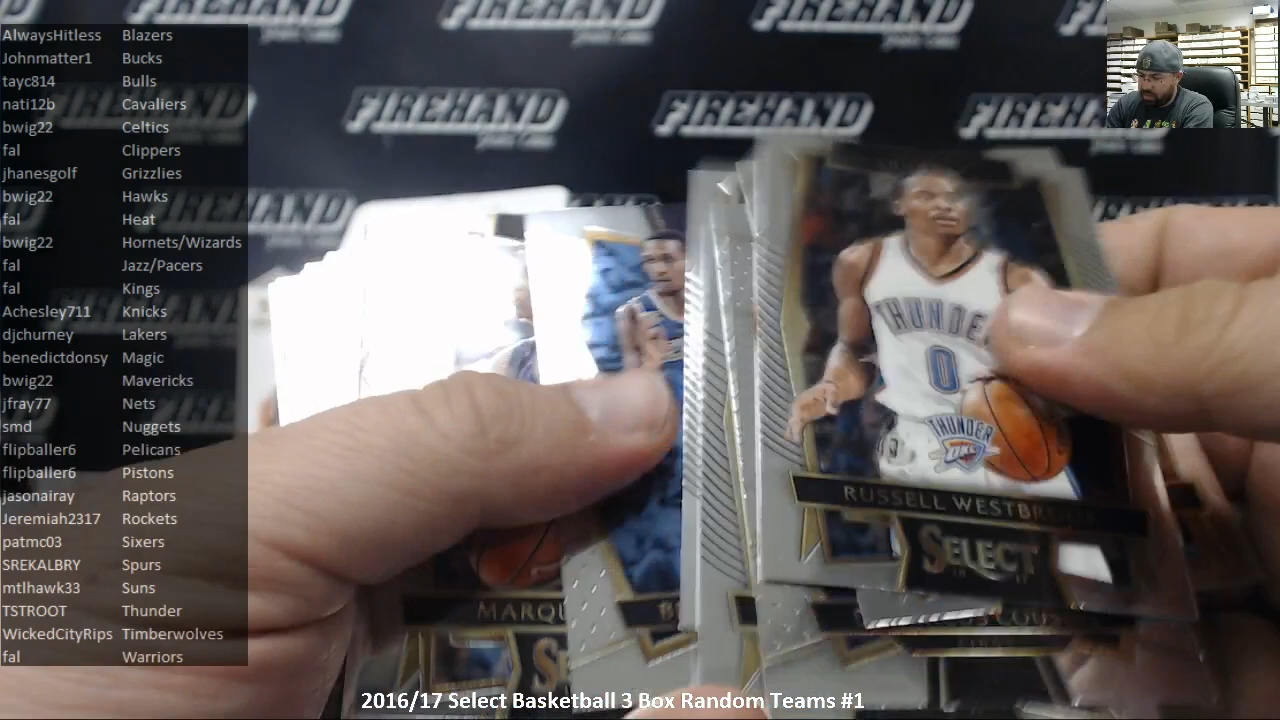 AlwaysHitless Blazers
Johnmatter1 Bucks
tayc814 Bulls
nati12b Cavaliers
bwig22 Celtics
fal Clippers
jhanesgolf Grizzlies
bwig22 Hawks
fal Heat
bwig22 Hornets/Wizards
fal Jazz/Pacers
fal Kings
Achesley711 Knicks
djchurney Lakers
benedictdonsy Magic
bwig22 Mavericks
jfray77 Nets
smd Nuggets
flipballer6 Pelicans
flipballer6 Pistons
jasonairay Raptors
Jeremiah2317 Rockets
patmc03 Sixers
SREKALBRY Spurs
mtlhawk33 Suns
TSTROOT Thunder
WickedCityRips Timberwolves
fal Warriors
FIREHAND FIREHAND FIREHAND
FIREHAND
FIREHAND
THUNDER
0
THUNDER
OKC
RUSSELL WESTBROOK
SELECT
MARQU
2016/17 Select Basketball 3 Box Random Teams #1